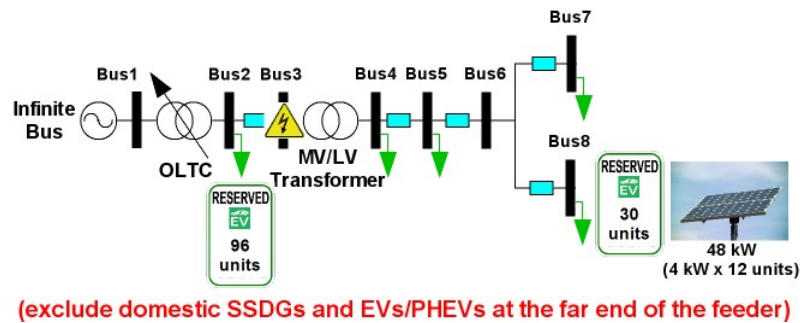 Bus7
Bus1
Bus2 Bus3
Bus4 Bus5 Bus6
Infinite
Bus
Bus8
OLTC
MV/LV
Transformer
RESERVED
EV
96
units
RESERVED
EV
30
units
48 kW
(4 kW x 12 units)
(exclude domestic SSDGs and EVs/PHEVs at the far end of the feeder)